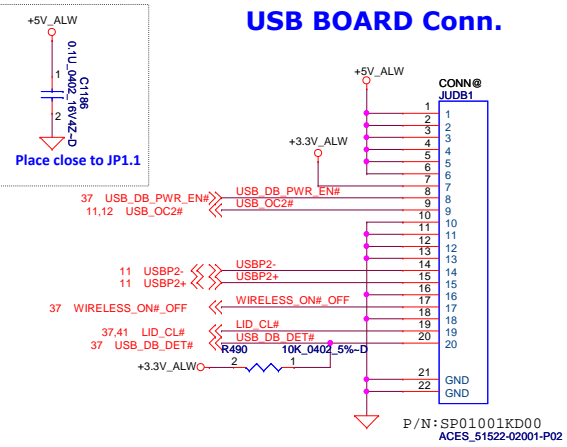 USB BOARD Conn.
+5V_ALW
1
C1186
0.1U_0402_16V4Z~D
2
Place close to JP1.1
+5V_ALW
CONN@
JUDB1
+3.3V_ALW
1 1
2 2
3 3
4 4
5 5
6 6
7 7
37 USB_DB_PWR_EN# USB_DB_PWR_EN# 8 8
11,12 USB_OC2# USB_OC2# 9 9
10 10
11 11
12 12
13 13
11 USBP2- USBP2- 14 14
11 USBP2+ USBP2+ 15 15
16 16
37 WIRELESS_ON#_OFF WIRELESS_ON#_OFF 17 17
18 18
37,41 LID_CL# LID_CL# 19 19
37 USB_DB_DET# USB_DB_DET# 20 20
R490 10K_0402_5%~D
+3.3V_ALW 2 1
21 GND
22 GND
P/N:SP01001KD00
ACES_51522-02001-P02